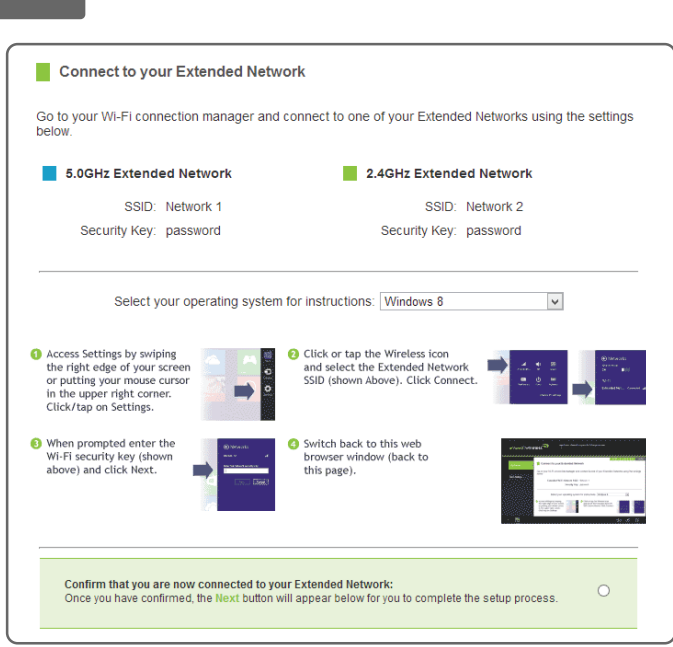 Connect to your Extended Network
Go to your Wi-Fi connection manager and connect to one of your Extended Networks using the settings
below.
5.0GHz Extended Network
SSID: Network 1
Security Key: password
2.4GHz Extended Network
SSID: Network 2
Security Key: password
Select your operating system for instructions: Windows 8
1 Access Settings by swiping
the right edge of your screen
or putting your mouse cursor
in the upper right corner.
Click/tap on Settings.
2 Click or tap the Wireless icon
and select the Extended Network
SSID (shown Above). Click Connect.
3 When prompted enter the
Wi-Fi security key (shown
above) and click Next.
4 Switch back to this web
browser window (back to
this page).
Confirm that you are now connected to your Extended Network:
Once you have confirmed, the Next button will appear below for you to complete the setup process.